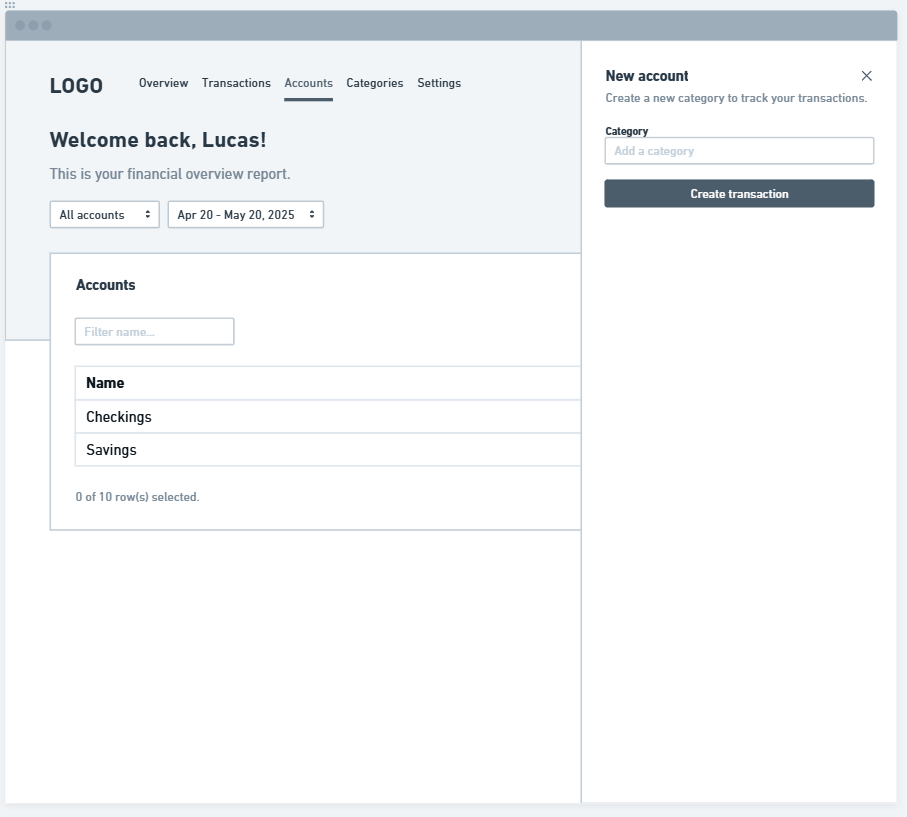 LOGO Overview Transactions Accounts Categories Settings
Welcome back, Lucas!
This is your financial overview report.
All accounts Apr 20 - May 20, 2025
Accounts
Filter name...
Name
Checkings
Savings
0 of 10 row(s) selected.
New account
Create a new category to track your transactions.
Category
Add a category
Create transaction